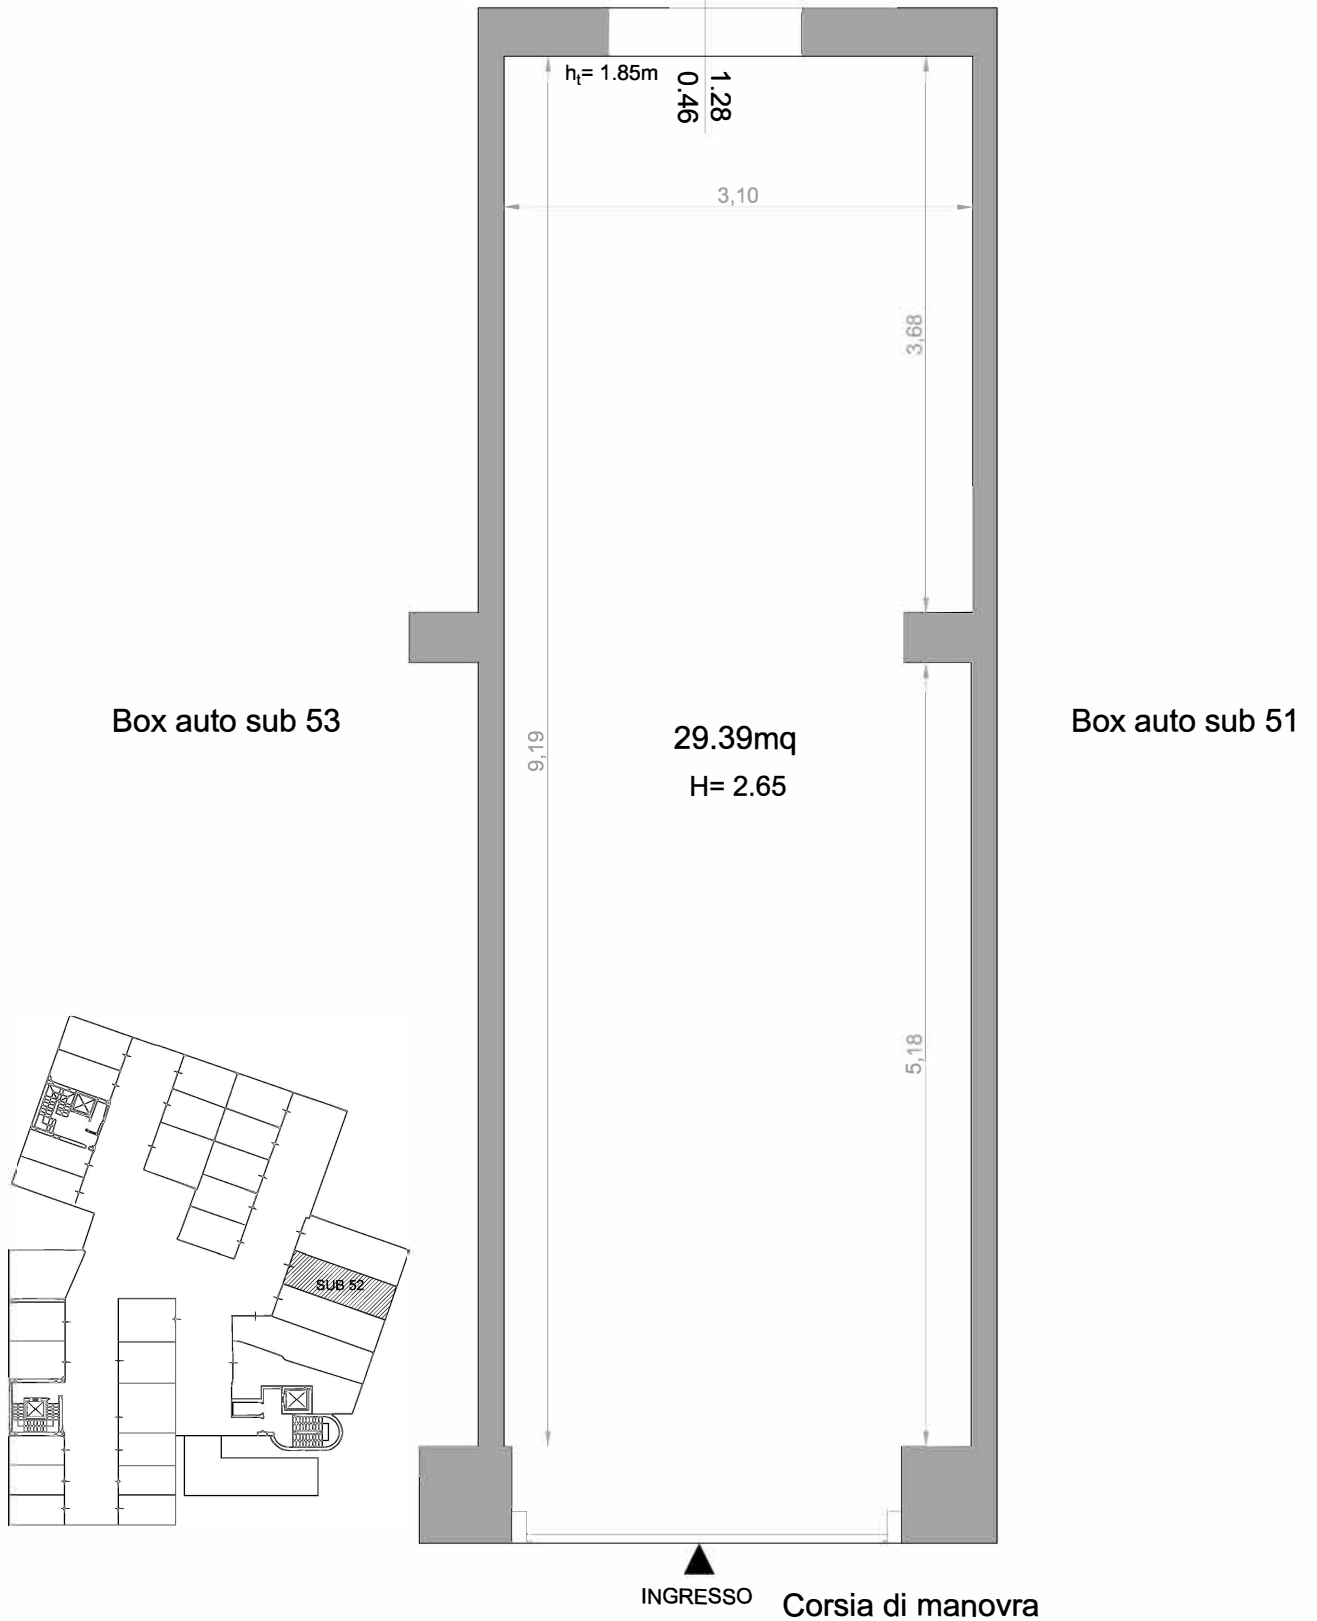 ht= 1.85m
1.28
0.46
3,10
3,68
Box auto sub 53
9,19
29.39mq
H= 2.65
Box auto sub 51
5,18
SUB 52
INGRESSO
Corsia di manovra